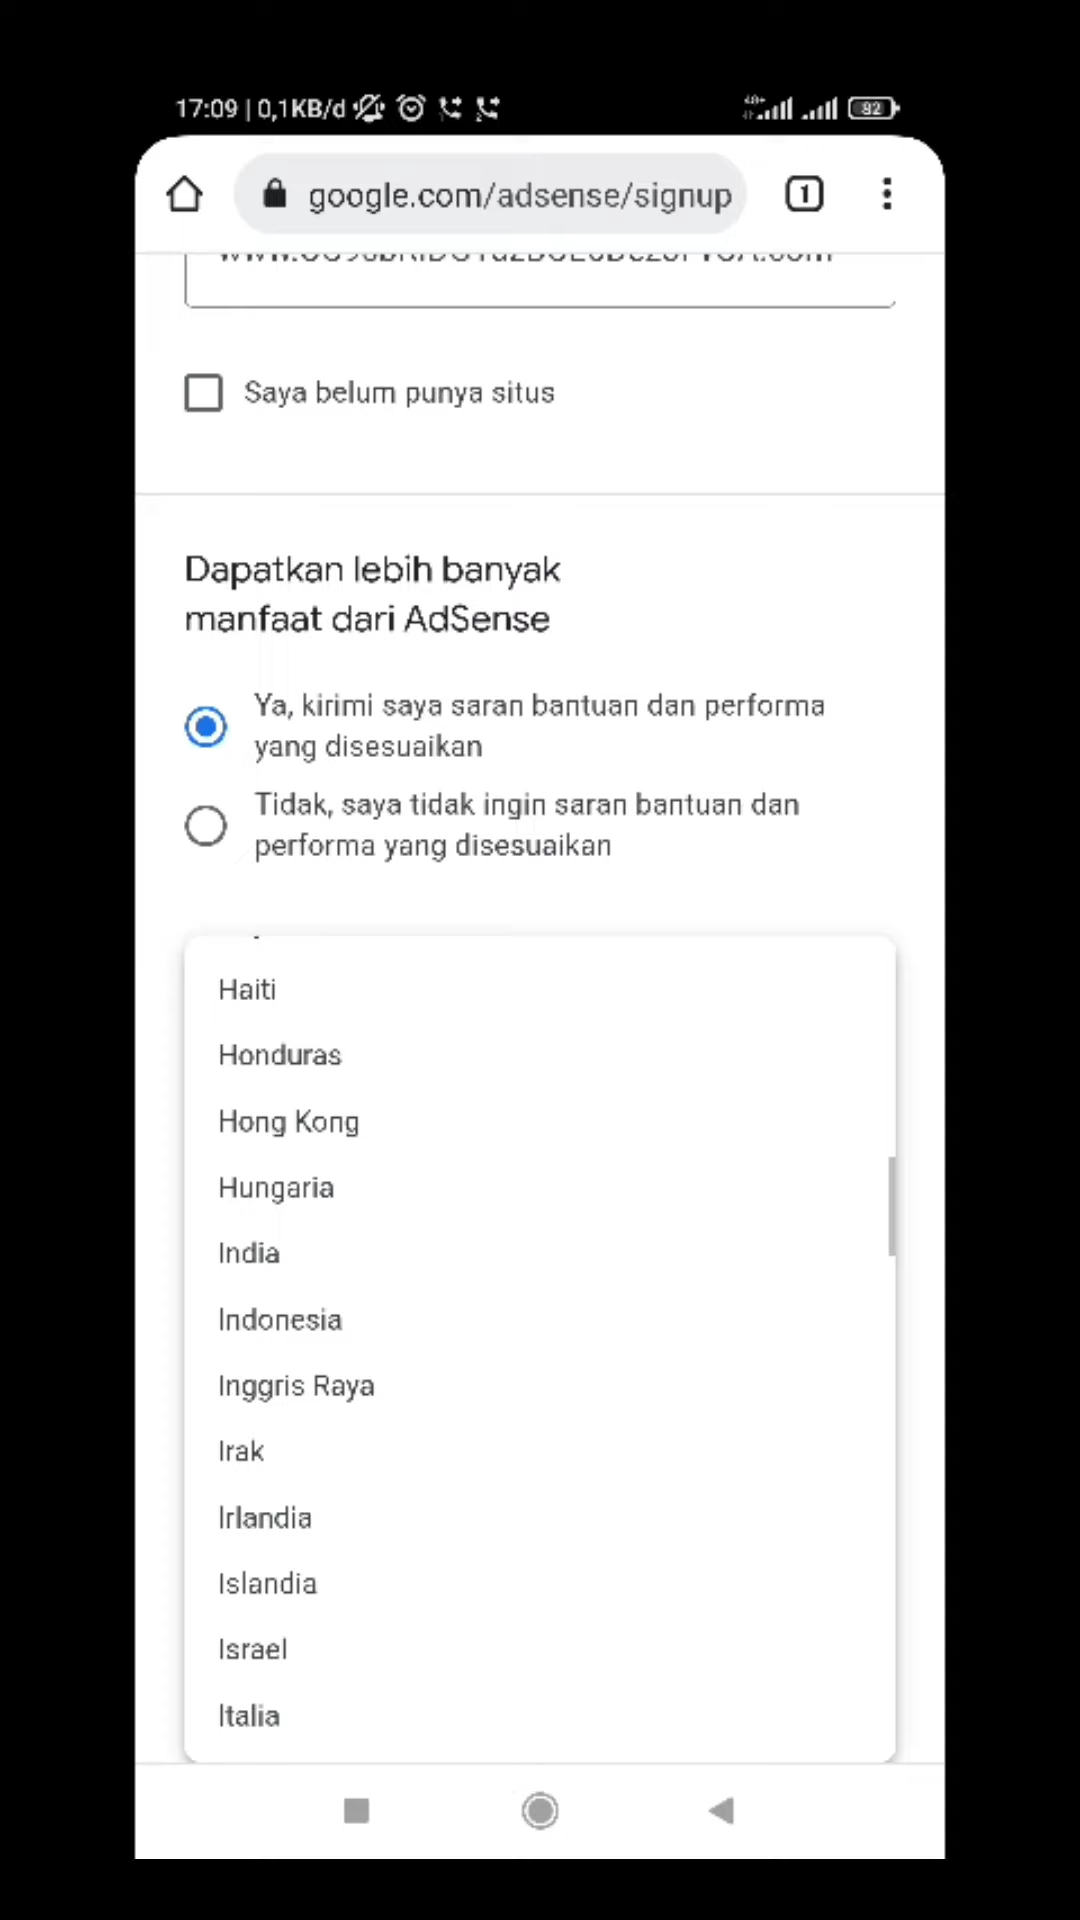 17:09 | 0,1KB/d
82
google.com/adsense/signup
1
Saya belum punya situs
Dapatkan lebih banyak
manfaat dari AdSense
Ya, kirimi saya saran bantuan dan performa
yang disesuaikan
Tidak, saya tidak ingin saran bantuan dan
performa yang disesuaikan
Haiti
Honduras
Hong Kong
Hungaria
India
Indonesia
Inggris Raya
Irak
Irlandia
Islandia
Israel
Italia